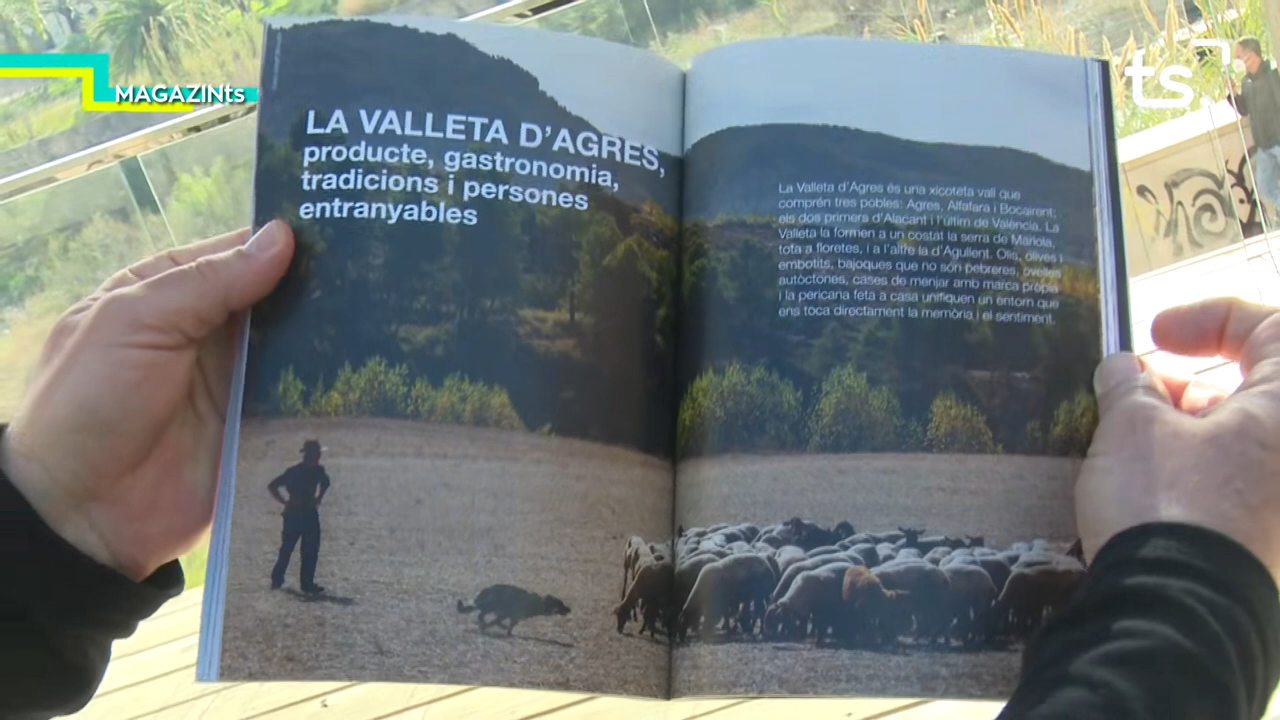 MAGAZINts
ts
LA VALLETA D'AGRES,
producte, gastronomia,
tradicions i persones
entranyables
La Valleta d'Agres és una xicoteta vall que
comprén tres pobles: Agres, Alfafara i Bocairent;
els dos primers d'Alacant i l'últim de València. La
Valleta la formen a un costat la serra de Mariola,
tota a floretes, i a l'altre la d'Agullent. Olis, olives i
embotits, bajoques que no són pebreres, ovelles
autòctones, cases de menjar amb marca pròpia
i la pericana feta a casa unifiquen un entorn que
ens toca directament la memòria i el sentiment.